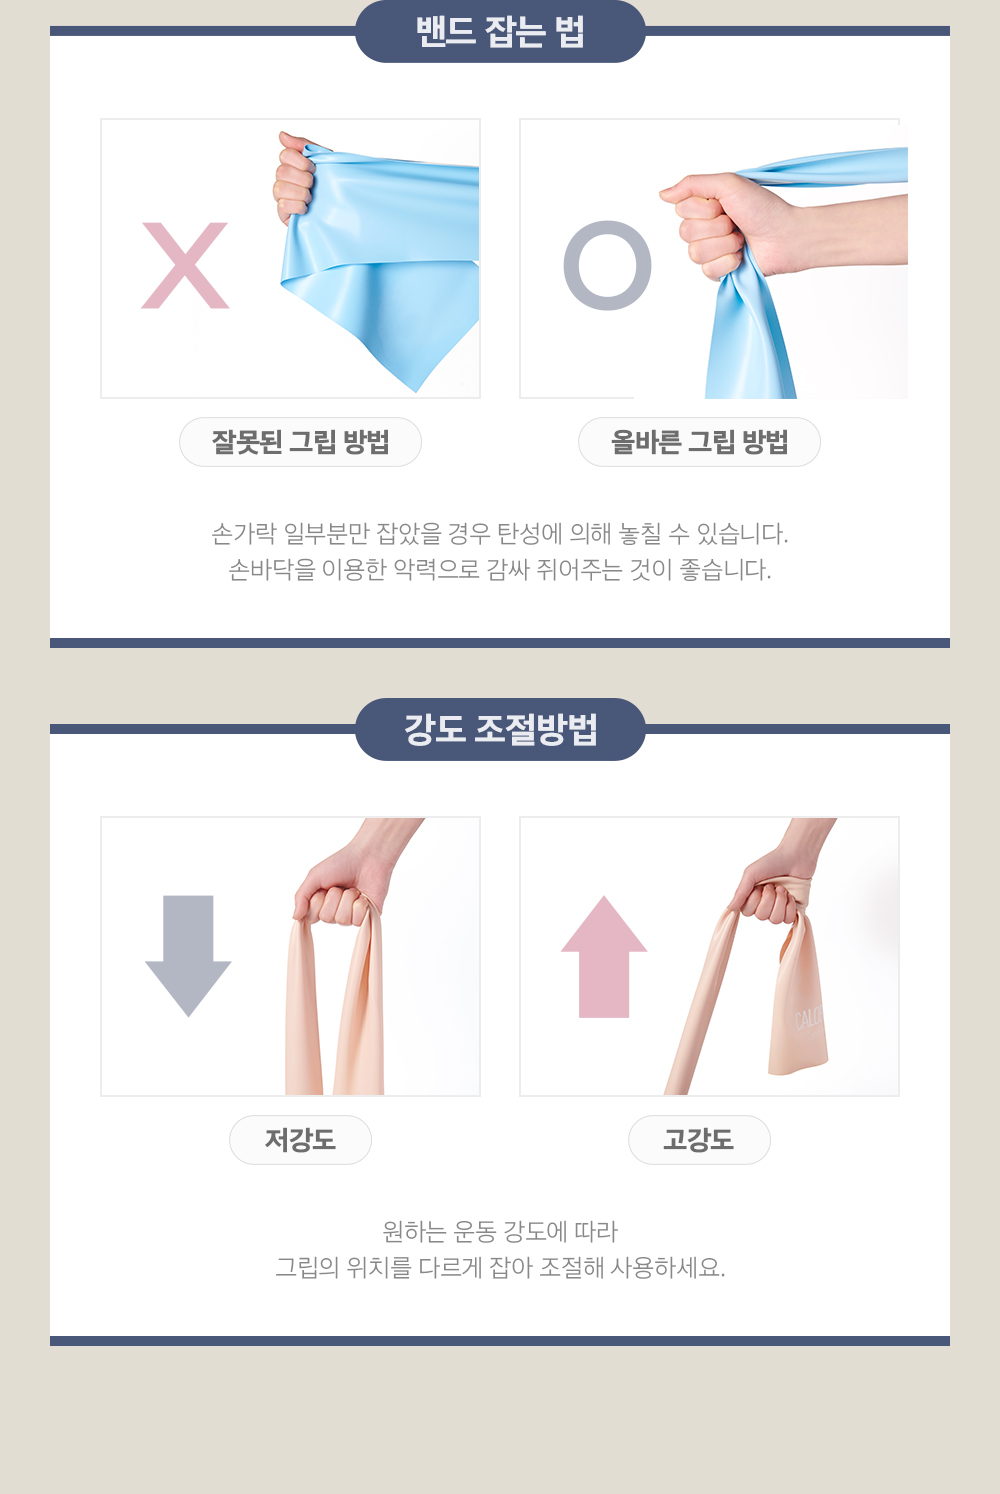 밴드 잡는 법
X
O
잘못된 그립 방법
올바른 그립 방법
손가락 일부분만 잡았을 경우 탄성에 의해 놓칠 수 있습니다.
손바닥을 이용한 악력으로 감싸 쥐어주는 것이 좋습니다.
강도 조절방법
저강도
고강도
원하는 운동 강도에 따라
그립의 위치를 다르게 잡아 조절해 사용하세요.